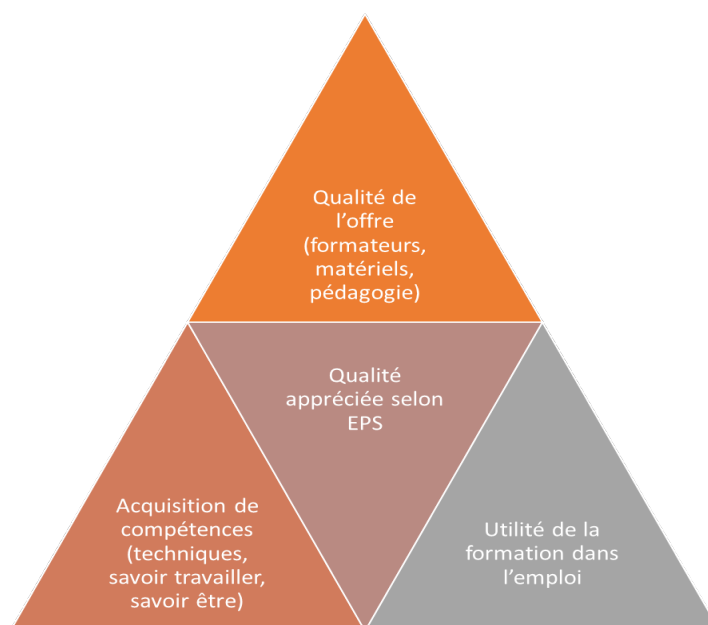 Qualité de
l'offre
(formateurs,
matériels,
pédagogie)
Qualité
appréciée selon
EPS
Acquisition de
compétences
(techniques,
savoir travailler,
savoir être)
Utilité de la
formation dans
l'emploi